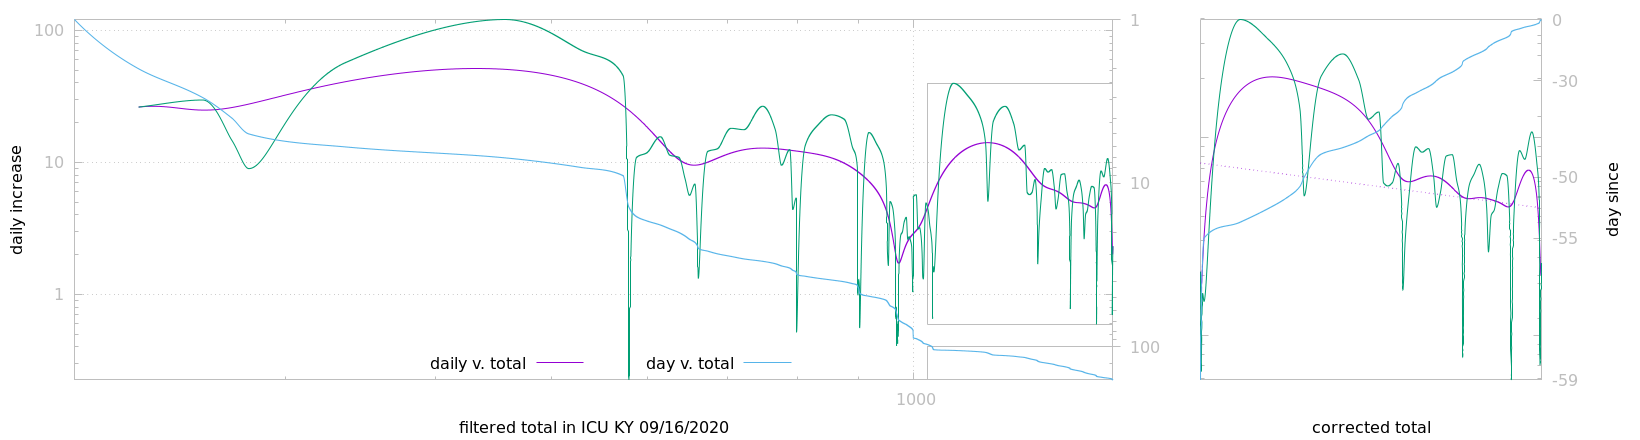 100
10
1
daily increase
daily v. total
day v. total
1000
filtered total in ICU KY 09/16/2020
1
10
100
0
-30
-50
-55
-59
day since
corrected total